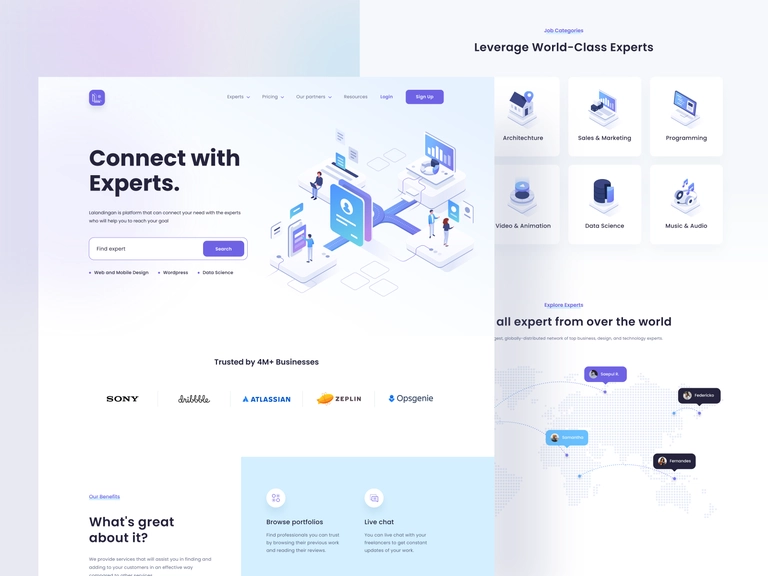 Experts
Pricing
Our partners
Resources
Login
Sign Up
Connect with
Experts.
Lalandingan is platform that can connect your need with the experts
who will help you to reach your goal
Find expert
Search
Web and Mobile Design
Wordpress
Data Science
Trusted by 4M+ Businesses
SONY
dribbble
ATLASSIAN
ZEPLIN
Opsgenie
Our Benefits
What's great
about it?
We provide services that will assist you in finding and
adding to your customers in an effective way
compared to other services
Browse portfolios
Find professionals you can trust
by browsing their previous work
and reading their reviews
Live chat
You can live chat with your
freelancers to get constant
updates of your work
Job Categories
Leverage World-Class Experts
Architechture
Sales & Marketing
Programming
Video & Animation
Data Science
Music & Audio
Explore Experts
all expert from over the world
globally-distributed network of top business, design, and technology experts.
Saepul R.
Federicko
Samantha
Fernandes